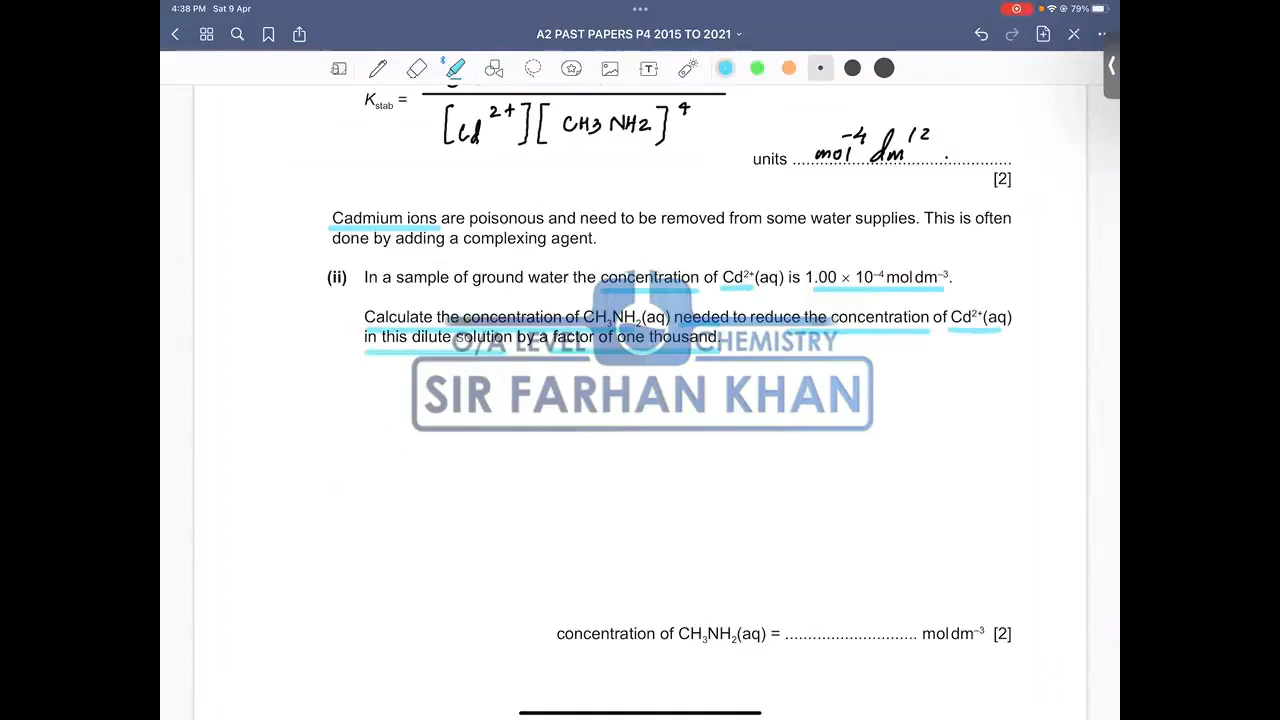 4:38 PM Sat 9 Apr
79%
A2 PAST PAPERS P4 2015 TO 2021
K_stab =
[Cd²⁺][CH3NH2]⁴
units mol⁻⁴ dm¹²
[2]
Cadmium ions are poisonous and need to be removed from some water supplies. This is often
done by adding a complexing agent.
(ii) In a sample of ground water the concentration of Cd²⁺(aq) is 1.00 × 10⁻⁴ mol dm⁻³.
Calculate the concentration of CH₃NH₂(aq) needed to reduce the concentration of Cd²⁺(aq)
in this dilute solution by a factor of one thousand.
O/A LEVEL CHEMISTRY
SIR FARHAN KHAN
concentration of CH₃NH₂(aq) = ............................. mol dm⁻³ [2]